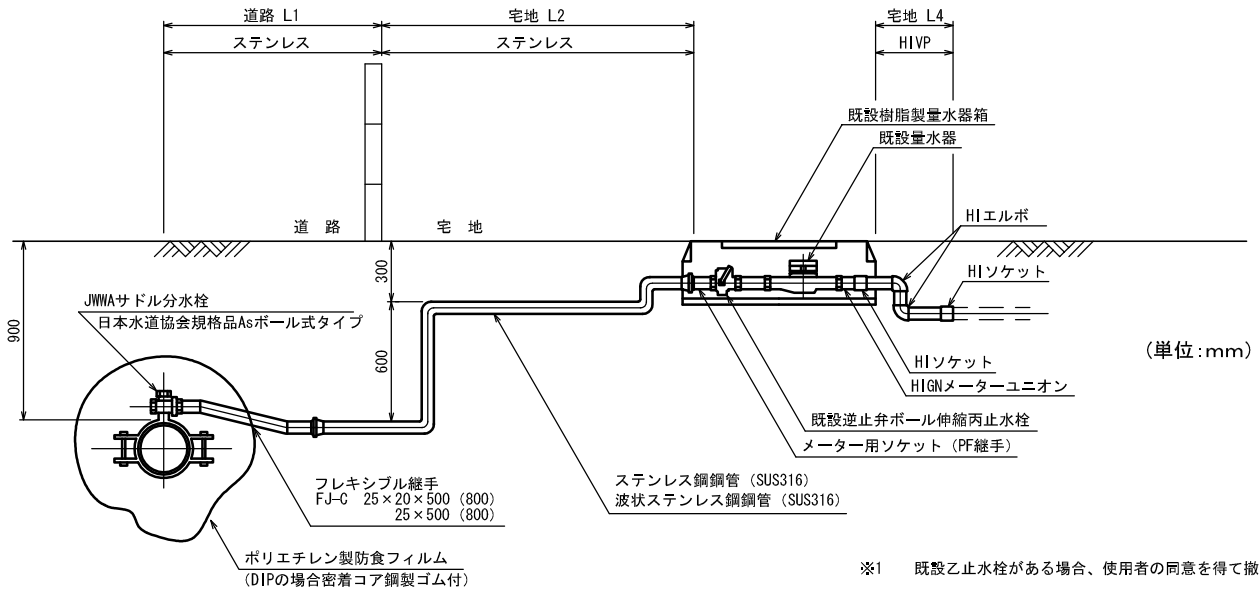 道路 L1
宅地 L2
宅地 L4
ステンレス
ステンレス
HIVP
既設樹脂製量水器箱
既設量水器
道 路
宅 地
HIエルボ
HIソケット
300
900
600
JWWAサドル分水栓
日本水道協会規格品Asボール式タイプ
(単位:mm)
HIソケット
HIGNメーターユニオン
既設逆止弁ボール伸縮丙止水栓
メーター用ソケット (PF継手)
フレキシブル継手
FJ-C 25×20×500 (800)
25×500 (800)
ステンレス鋼鋼管 (SUS316)
波状ステンレス鋼鋼管 (SUS316)
ポリエチレン製防食フィルム
(DIPの場合密着コア鋼製ゴム付)
※1 既設乙止水栓がある場合、使用者の同意を得て撤